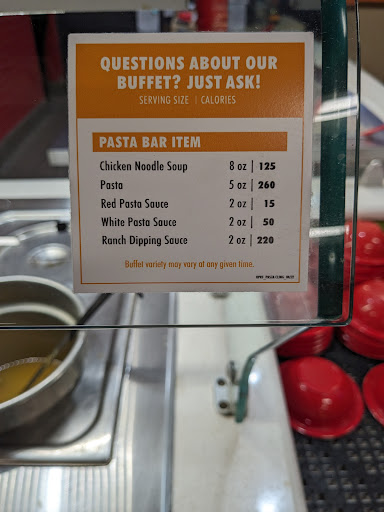 QUESTIONS ABOUT OUR
BUFFET? JUST ASK!
SERVING SIZE | CALORIES
PASTA BAR ITEM
Chicken Noodle Soup 8 oz | 125
Pasta 5 oz | 260
Red Pasta Sauce 2 oz | 15
White Pasta Sauce 2 oz | 50
Ranch Dipping Sauce 2 oz | 220
Buffet variety may vary at any given time.